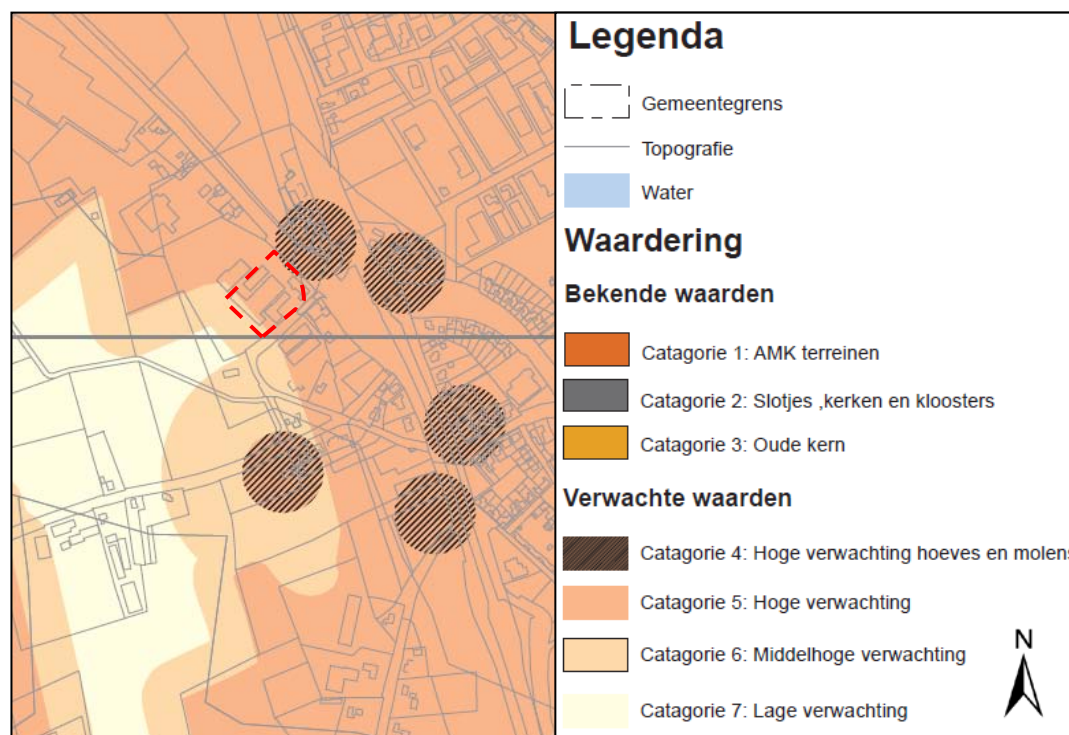 Legenda
Gemeentegrens
Topografie
Water
Waardering
Bekende waarden
Catagorie 1: AMK terreinen
Catagorie 2: Slotjes ,kerken en kloosters
Catagorie 3: Oude kern
Verwachte waarden
Catagorie 4: Hoge verwachting hoeves en molens
Catagorie 5: Hoge verwachting
Catagorie 6: Middelhoge verwachting
Catagorie 7: Lage verwachting
N